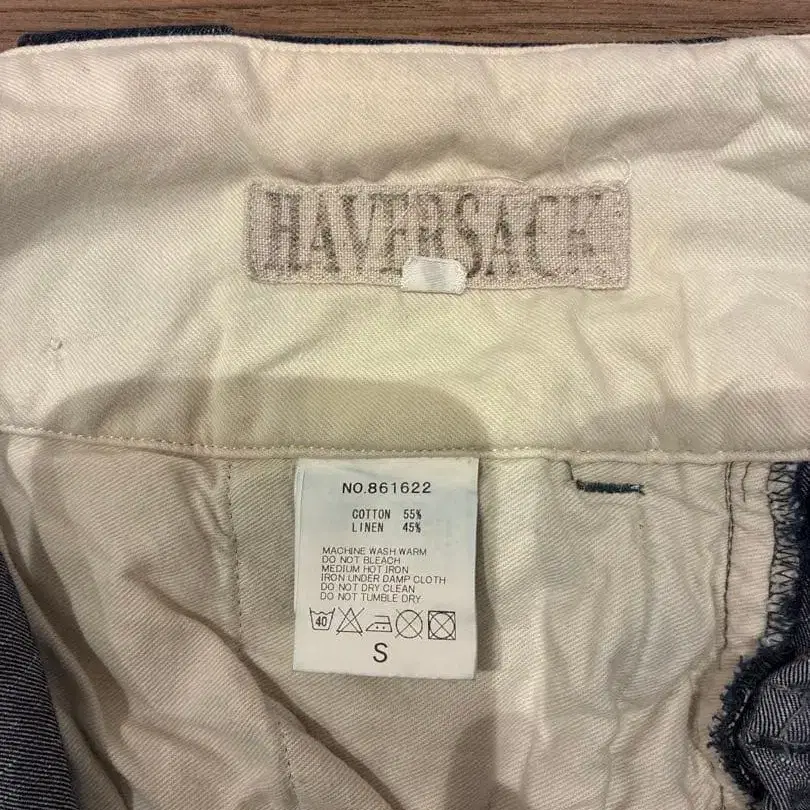 HAVERSACK
NO.861622
COTTON 55%
LINEN 45%
MACHINE WASH WARM
DO NOT BLEACH
MEDIUM HOT IRON
IRON UNDER DAMP CLOTH
DO NOT DRY CLEAN
DO NOT TUMBLE DRY
40
S